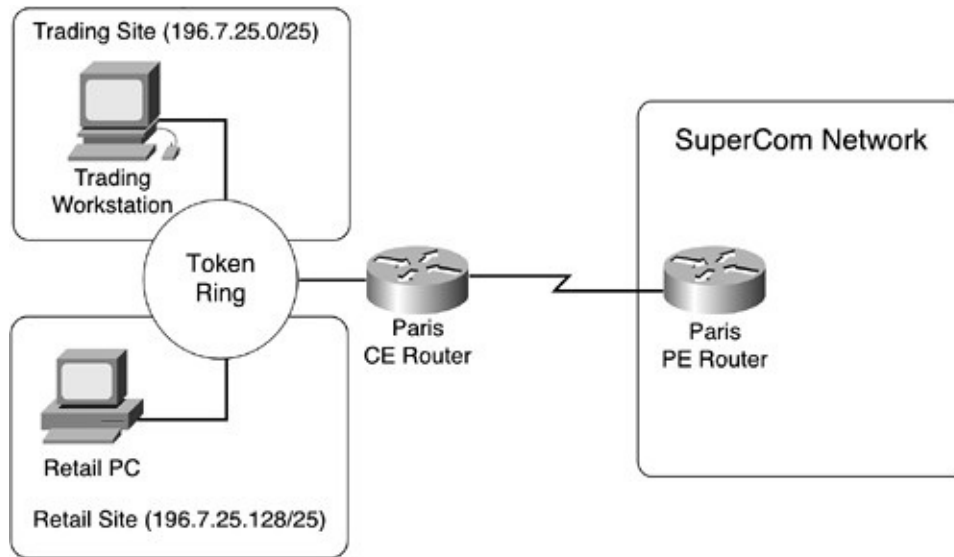 Trading Site (196.7.25.0/25)
Trading
Workstation
SuperCom Network
Token
Ring
Paris
CE Router
Paris
PE Router
Retail PC
Retail Site (196.7.25.128/25)